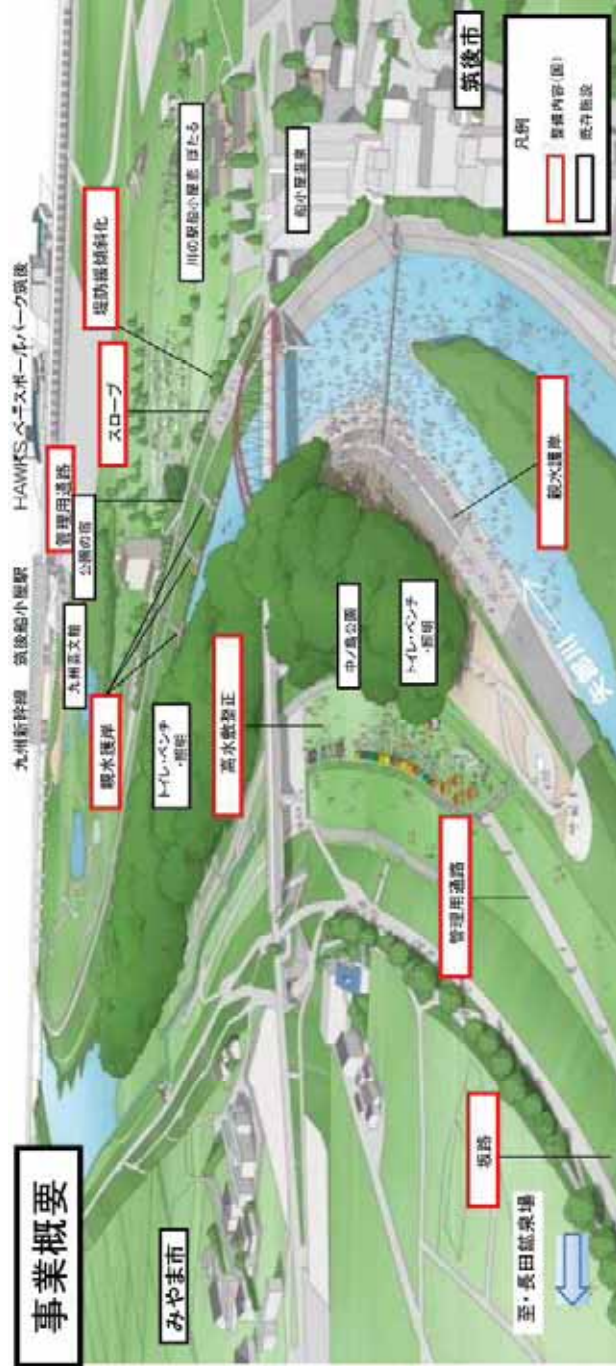 事業概要
九州新幹線 筑後船小屋駅
HAWKSベースボールパーク筑後
みやま市
九州芸文館
公園の宿
管理用通路
スロープ
堤防緩傾斜化
川の駅船小屋恋ぼたる
船小屋温泉
筑後市
親水護岸
トイレ・ベンチ
・照明
高水敷整正
中ノ島公園
トイレ・ベンチ
・照明
親水護岸
矢部川
管理用通路
坂路
至・長田鉱泉場
凡例
整備内容(国)
既存施設